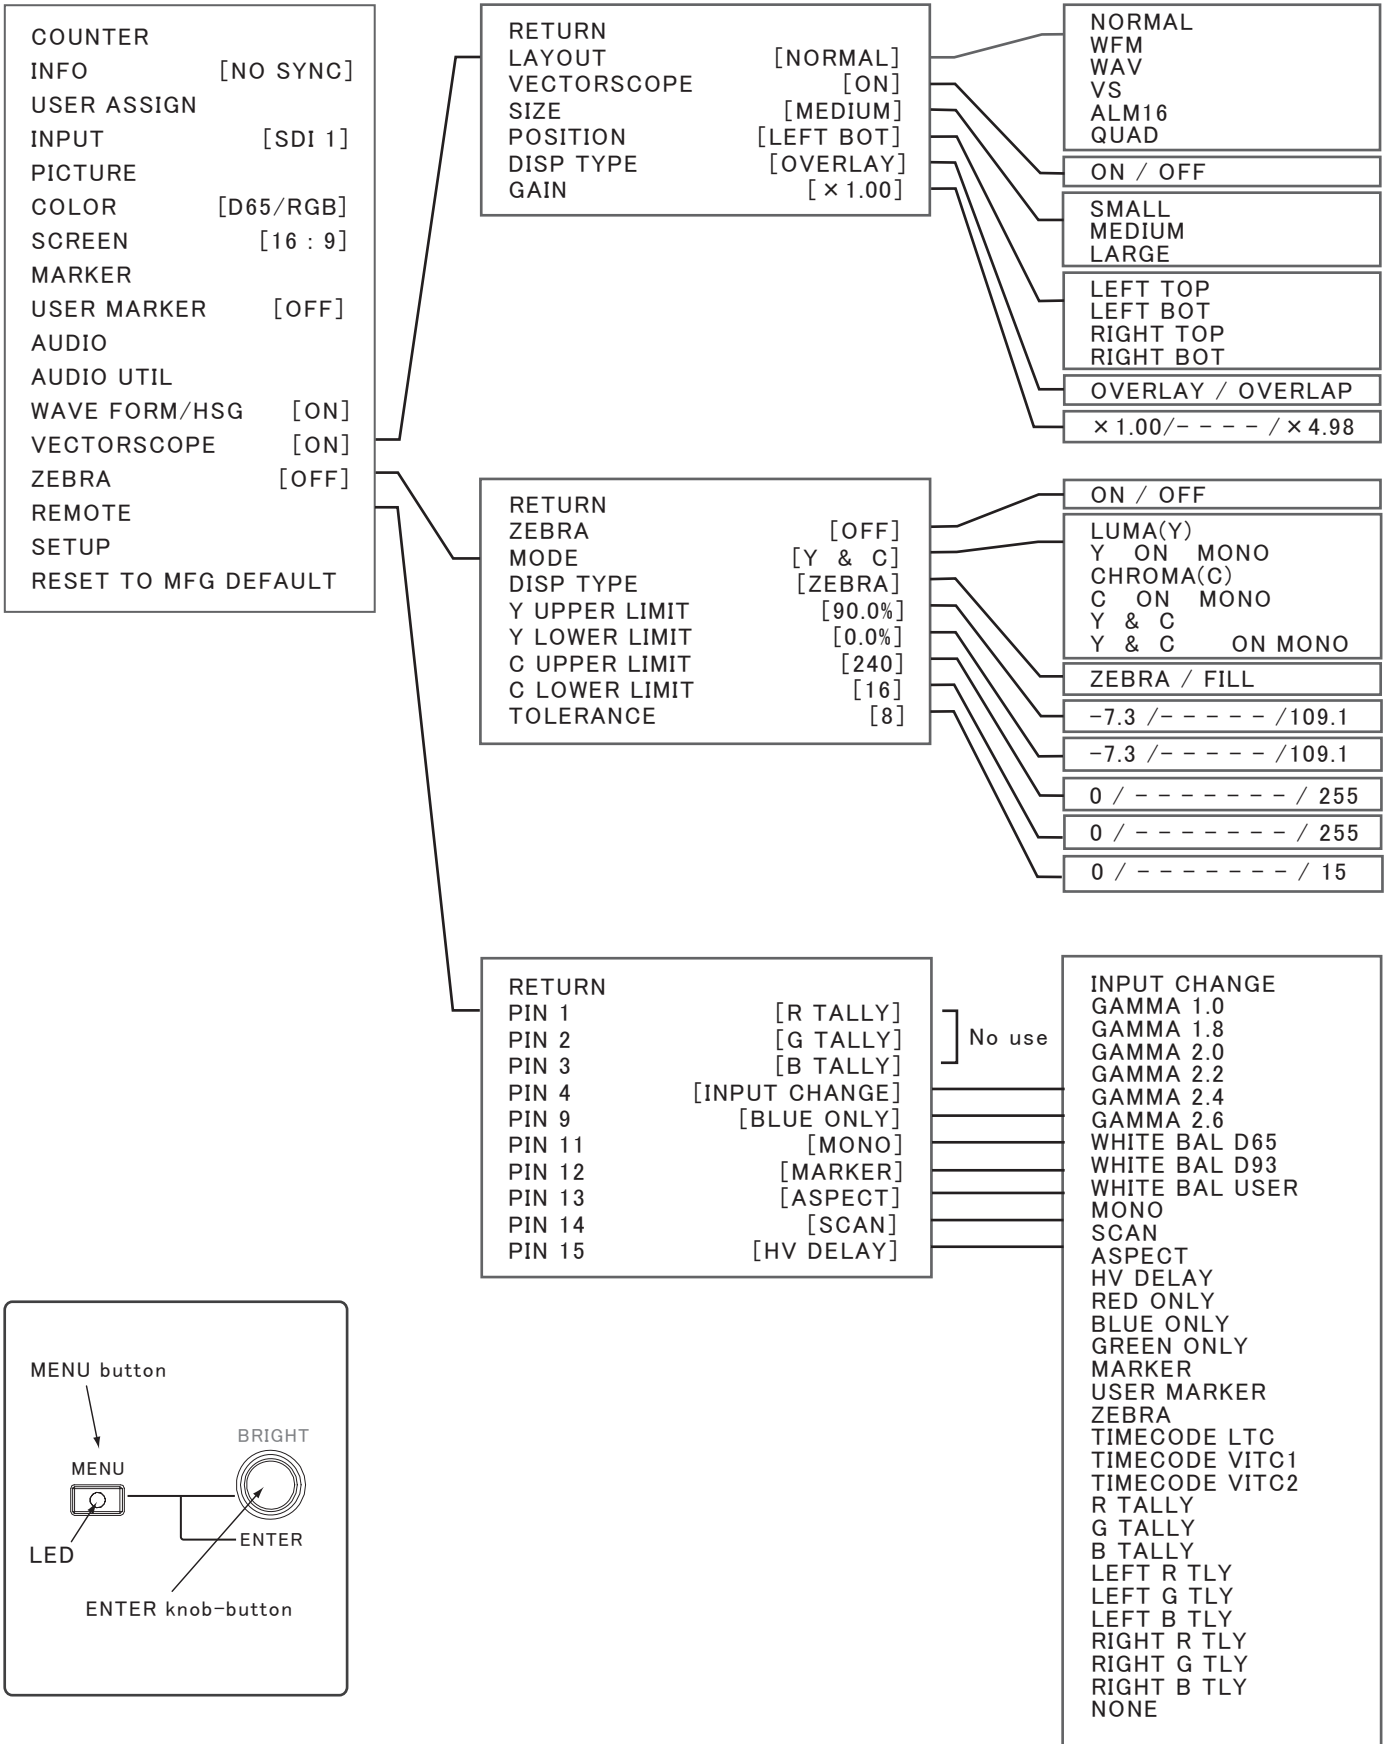 COUNTER
INFO [NO SYNC]
USER ASSIGN
INPUT [SDI 1]
PICTURE
COLOR [D65/RGB]
SCREEN [16 : 9]
MARKER
USER MARKER [OFF]
AUDIO
AUDIO UTIL
WAVE FORM/HSG [ON]
VECTORSCOPE [ON]
ZEBRA [OFF]
REMOTE
SETUP
RESET TO MFG DEFAULT
RETURN
LAYOUT [NORMAL]
VECTORSCOPE [ON]
SIZE [MEDIUM]
POSITION [LEFT BOT]
DISP TYPE [OVERLAY]
GAIN [×1.00]
NORMAL
WFM
WAV
VS
ALM16
QUAD
ON / OFF
SMALL
MEDIUM
LARGE
LEFT TOP
LEFT BOT
RIGHT TOP
RIGHT BOT
OVERLAY / OVERLAP
×1.00/- - - - /×4.98
RETURN
ZEBRA [OFF]
MODE [Y & C]
DISP TYPE [ZEBRA]
Y UPPER LIMIT [90.0%]
Y LOWER LIMIT [0.0%]
C UPPER LIMIT [240]
C LOWER LIMIT [16]
TOLERANCE [8]
ON / OFF
LUMA(Y)
Y ON MONO
CHROMA(C)
C ON MONO
Y & C
Y & C ON MONO
ZEBRA / FILL
-7.3 /- - - - - /109.1
-7.3 /- - - - - /109.1
0 / - - - - - - - / 255
0 / - - - - - - - / 255
0 / - - - - - - - / 15
RETURN
PIN 1 [R TALLY]
PIN 2 [G TALLY]
PIN 3 [B TALLY]
No use
PIN 4 [INPUT CHANGE]
PIN 9 [BLUE ONLY]
PIN 11 [MONO]
PIN 12 [MARKER]
PIN 13 [ASPECT]
PIN 14 [SCAN]
PIN 15 [HV DELAY]
INPUT CHANGE
GAMMA 1.0
GAMMA 1.8
GAMMA 2.0
GAMMA 2.2
GAMMA 2.4
GAMMA 2.6
WHITE BAL D65
WHITE BAL D93
WHITE BAL USER
MONO
SCAN
ASPECT
HV DELAY
RED ONLY
BLUE ONLY
GREEN ONLY
MARKER
USER MARKER
ZEBRA
TIMECODE LTC
TIMECODE VITC1
TIMECODE VITC2
R TALLY
G TALLY
B TALLY
LEFT R TLY
LEFT G TLY
LEFT B TLY
RIGHT R TLY
RIGHT G TLY
RIGHT B TLY
NONE
MENU button
BRIGHT
MENU
ENTER
LED
ENTER knob-button